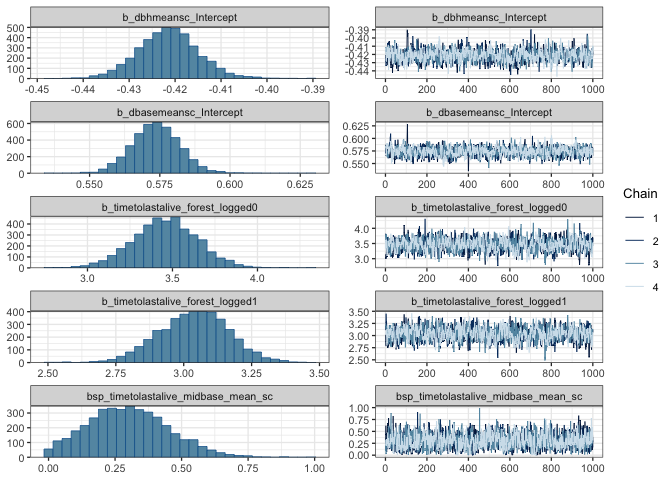 b_dbhmeansc_Intercept
500
400
300
200
100
0
-0.45 -0.44 -0.43 -0.42 -0.41 -0.40 -0.39
b_dbhmeansc_Intercept
-0.39
-0.40
-0.41
-0.42
-0.43
-0.44
0 200 400 600 800 1000
b_dbasemeansc_Intercept
600
400
200
0
0.550 0.575 0.600 0.625
b_dbasemeansc_Intercept
0.625
0.600
0.575
0.550
0 200 400 600 800 1000
b_timetolastalive_forest_logged0
400
300
200
100
0
3.0 3.5 4.0
b_timetolastalive_forest_logged0
4.0
3.5
3.0
0 200 400 600 800 1000
b_timetolastalive_forest_logged1
400
300
200
100
0
2.50 2.75 3.00 3.25 3.50
b_timetolastalive_forest_logged1
3.50
3.25
3.00
2.75
2.50
0 200 400 600 800 1000
bsp_timetolastalive_midbase_mean_sc
300
200
100
0
0.00 0.25 0.50 0.75 1.00
bsp_timetolastalive_midbase_mean_sc
1.00
0.75
0.50
0.25
0.00
0 200 400 600 800 1000
Chain
1
2
3
4